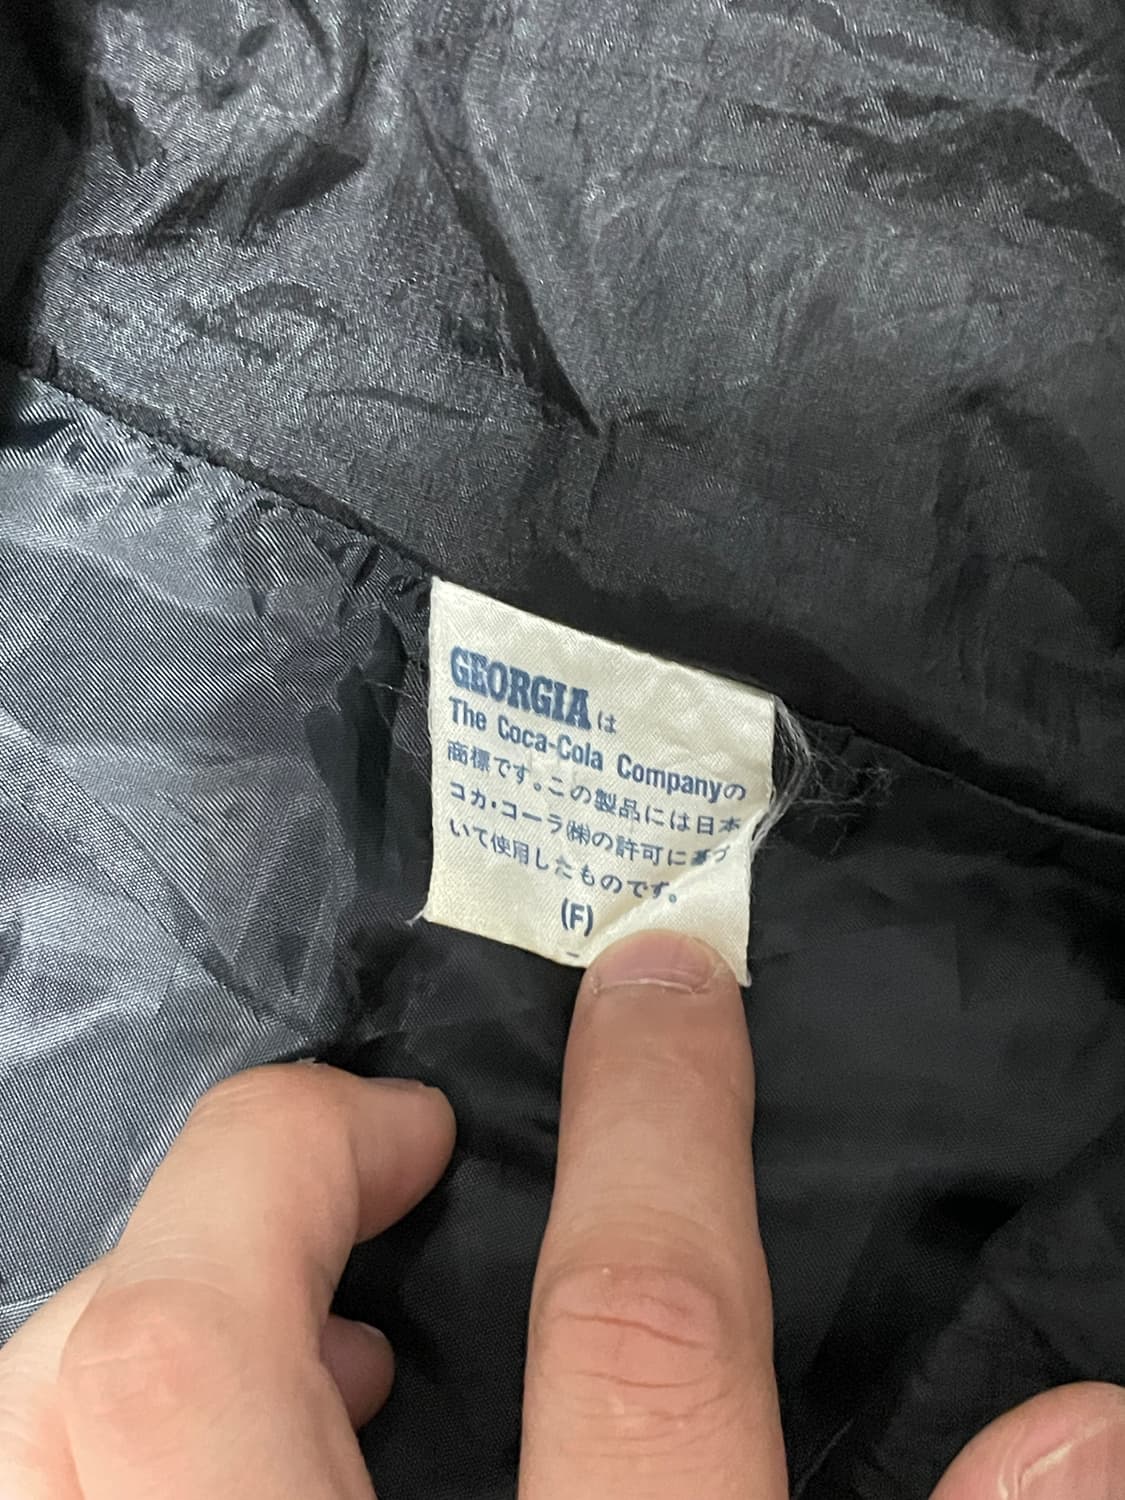 GEORGIAは
The Coca-Cola Companyの
商標です。この製品には日本
コカ・コーラ㈱の許可に基づ
いて使用したものです。
(F)